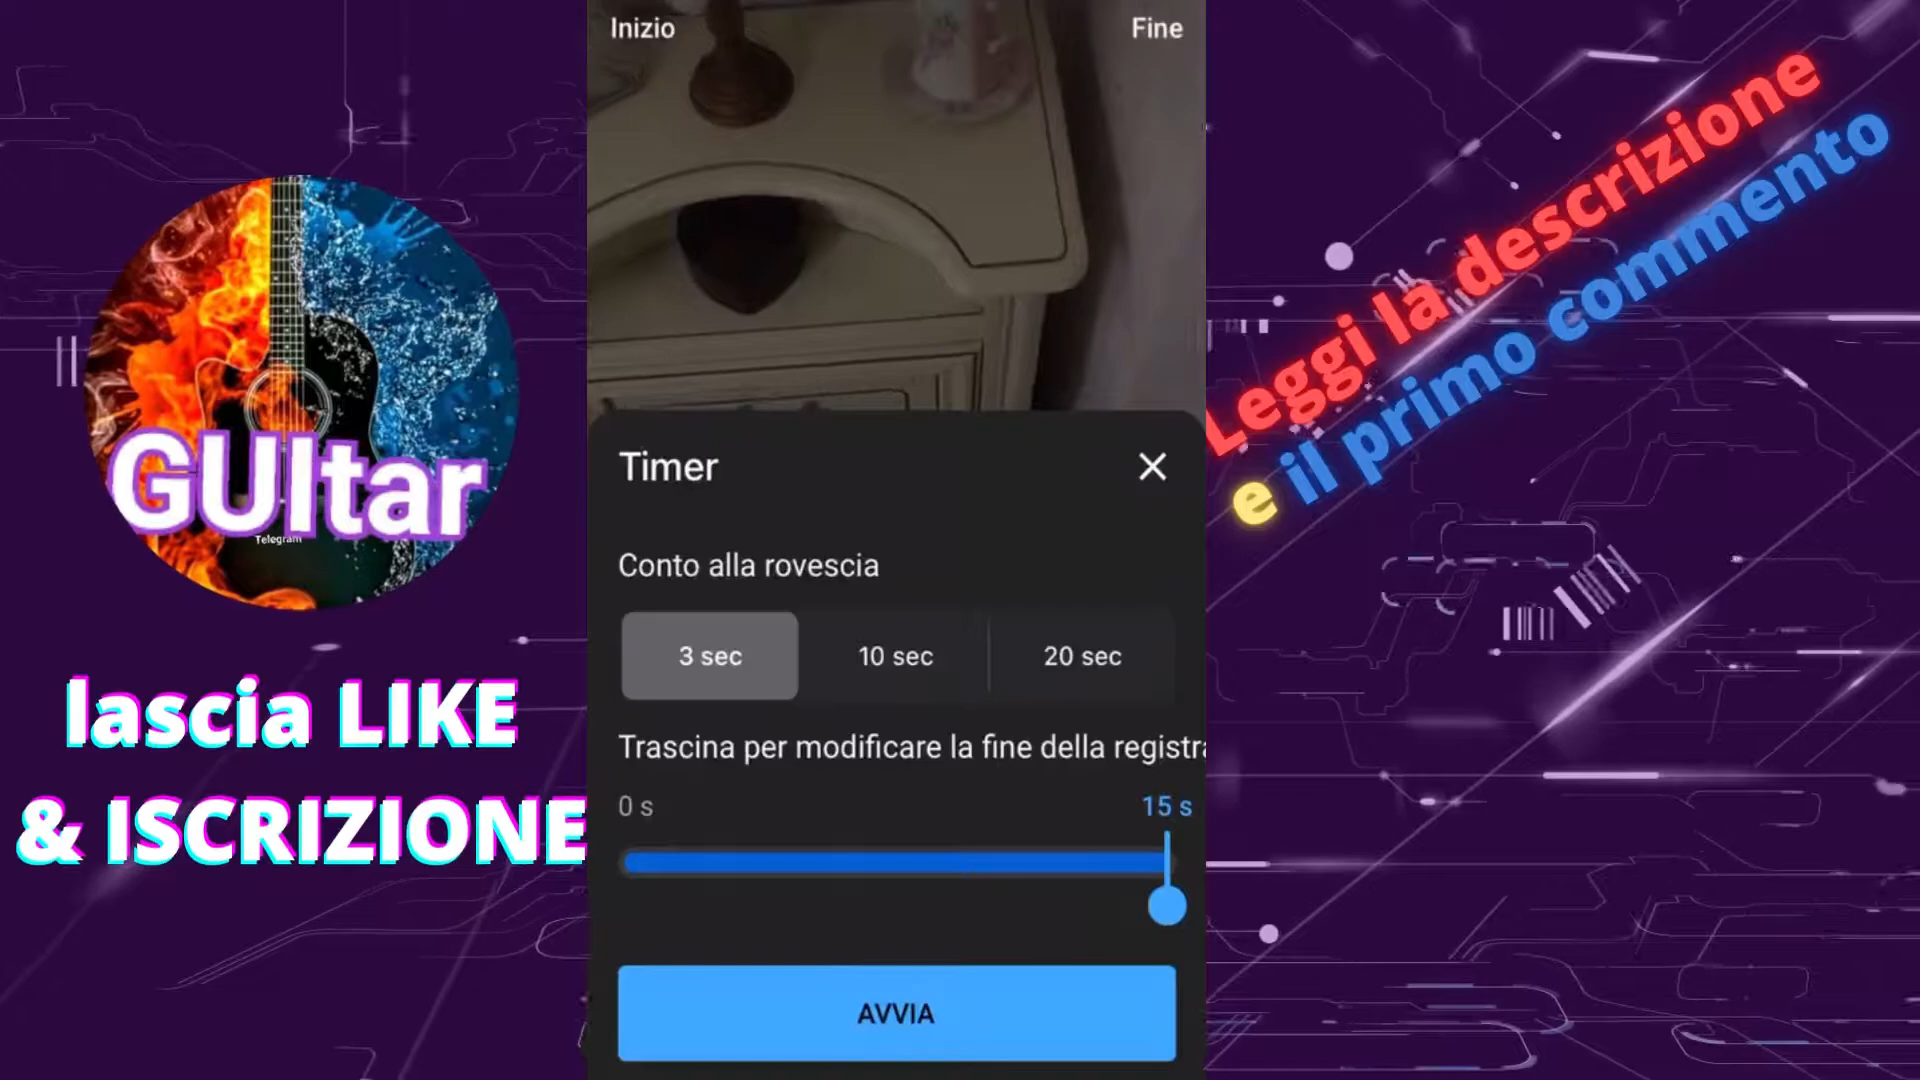 Inizio
Fine
Leggi la descrizione
e il primo commento
GUItar
Telegram
lascia LIKE
& ISCRIZIONE
Timer
Conto alla rovescia
3 sec
10 sec
20 sec
Trascina per modificare la fine della registra
0 s
15 s
AVVIA